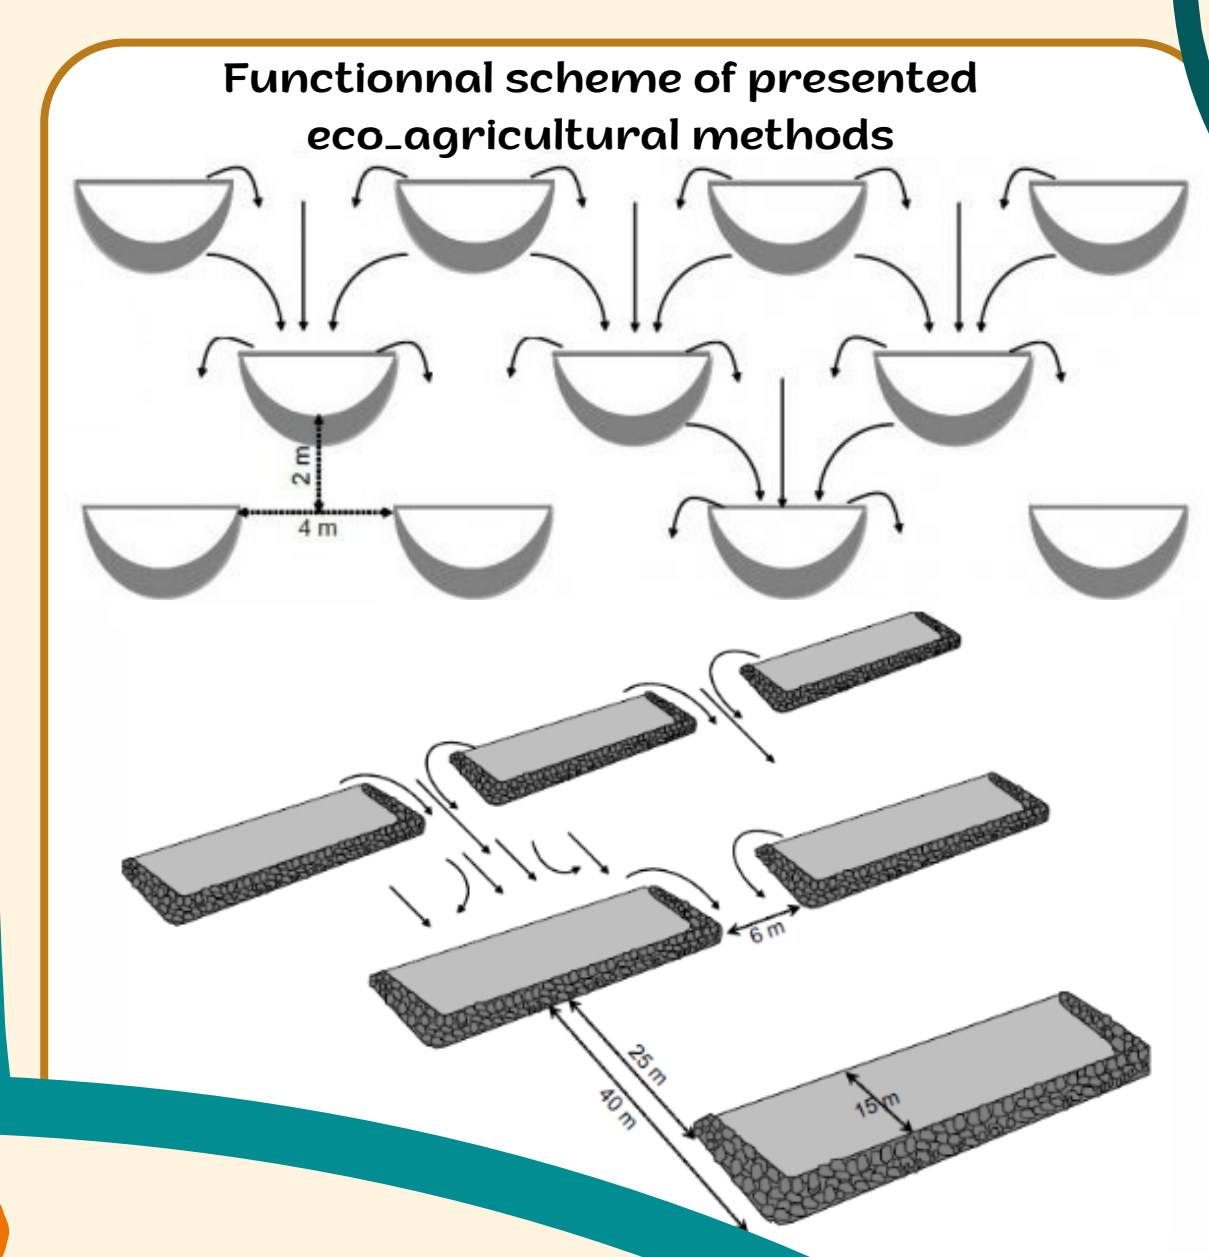 Functionnal scheme of presented
eco_agricultural methods
2 m
4 m
6 m
25 m
40 m
15 m